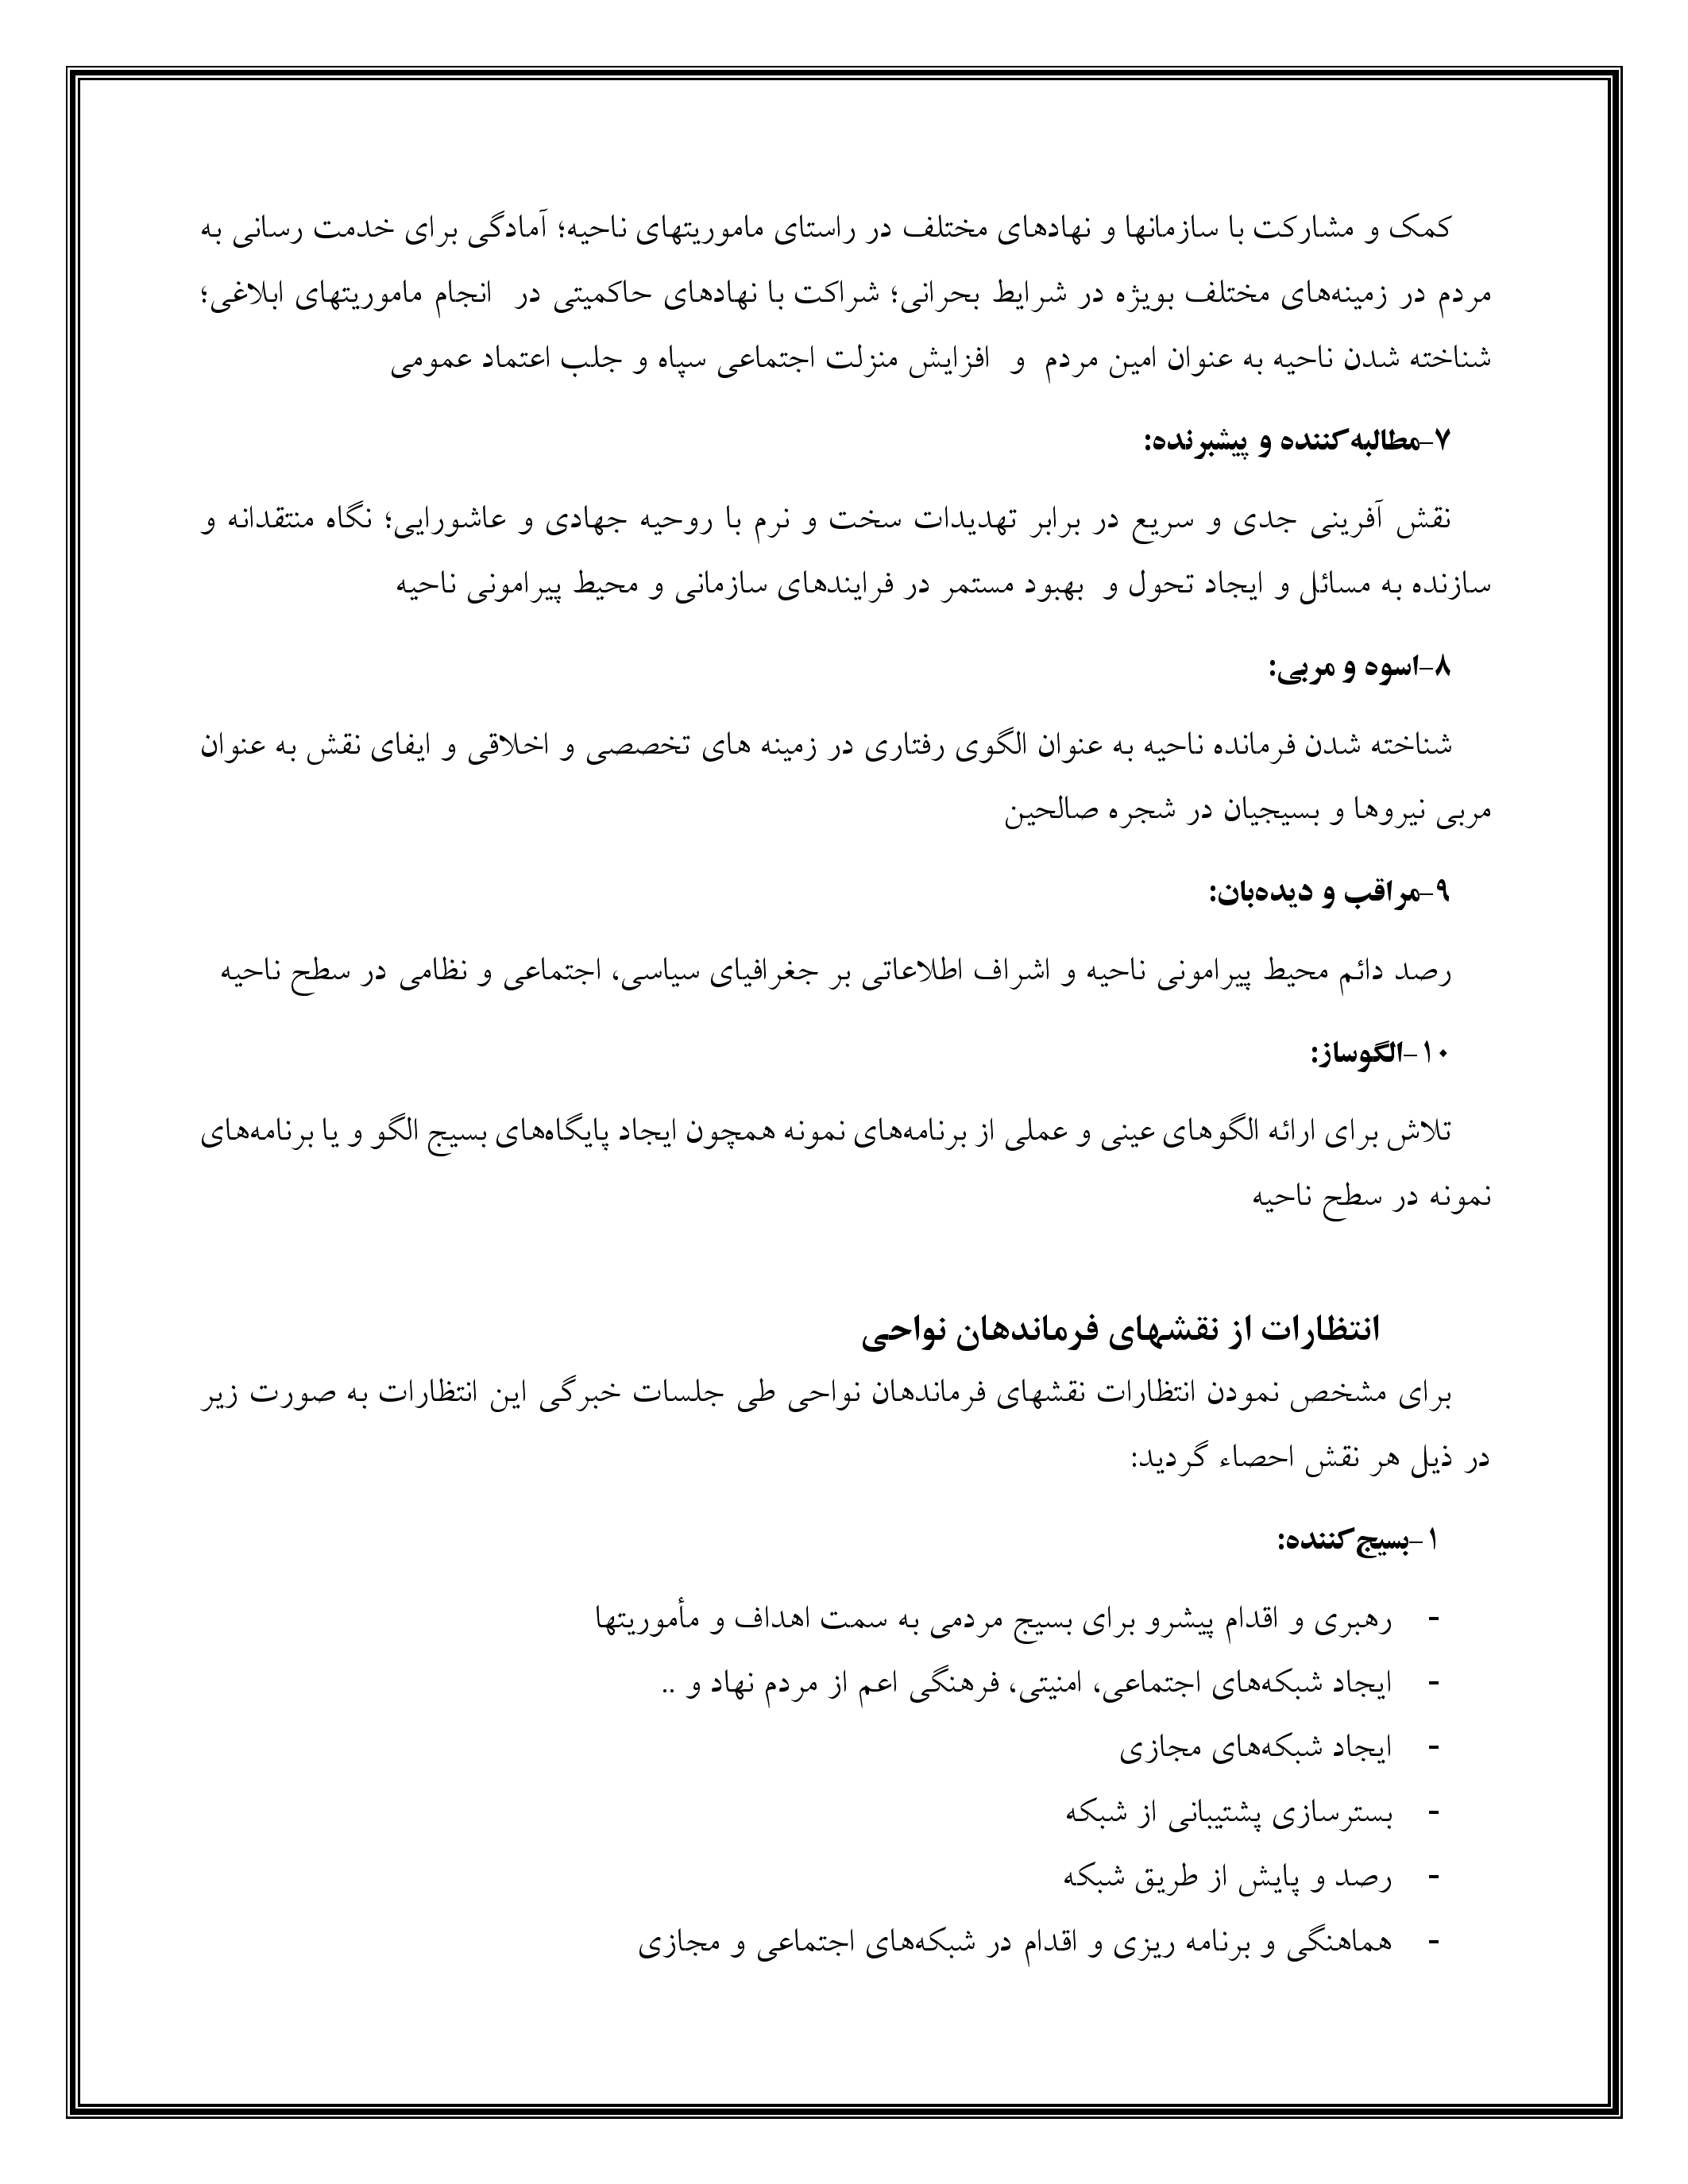 کمک و مشارکت با سازمانها و نهادهای مختلف در راستای ماموریتهای ناحیه؛ آمادگی برای خدمت رسانی به
مردم در زمینه‌های مختلف بویژه در شرایط بحرانی؛ شراکت با نهادهای حاکمیتی در انجام ماموریتهای ابلاغی؛
شناخته شدن ناحیه به عنوان امین مردم و افزایش منزلت اجتماعی سپاه و جلب اعتماد عمومی
۷-مطالبه‌کننده و پیشبرنده:
نقش آفرینی جدی و سریع در برابر تهدیدات سخت و نرم با روحیه جهادی و عاشورایی؛ نگاه منتقدانه و
سازنده به مسائل و ایجاد تحول و بهبود مستمر در فرایندهای سازمانی و محیط پیرامونی ناحیه
۸-اسوه و مربی:
شناخته شدن فرمانده ناحیه به عنوان الگوی رفتاری در زمینه های تخصصی و اخلاقی و ایفای نقش به عنوان
مربی نیروها و بسیجیان در شجره صالحین
۹-مراقب و دیده‌بان:
رصد دائم محیط پیرامونی ناحیه و اشراف اطلاعاتی بر جغرافیای سیاسی، اجتماعی و نظامی در سطح ناحیه
۱۰-الگوساز:
تلاش برای ارائه الگوهای عینی و عملی از برنامه‌های نمونه همچون ایجاد پایگاه‌های بسیج الگو و یا برنامه‌های
نمونه در سطح ناحیه
انتظارات از نقشهای فرماندهان نواحی
برای مشخص نمودن انتظارات نقشهای فرماندهان نواحی طی جلسات خبرگی این انتظارات به صورت زیر
در ذیل هر نقش احصاء گردید:
۱-بسیج‌کننده:
- رهبری و اقدام پیشرو برای بسیج مردمی به سمت اهداف و مأموریتها
- ایجاد شبکه‌های اجتماعی، امنیتی، فرهنگی اعم از مردم نهاد و ..
- ایجاد شبکه‌های مجازی
- بسترسازی پشتیبانی از شبکه
- رصد و پایش از طریق شبکه
- هماهنگی و برنامه ریزی و اقدام در شبکه‌های اجتماعی و مجازی